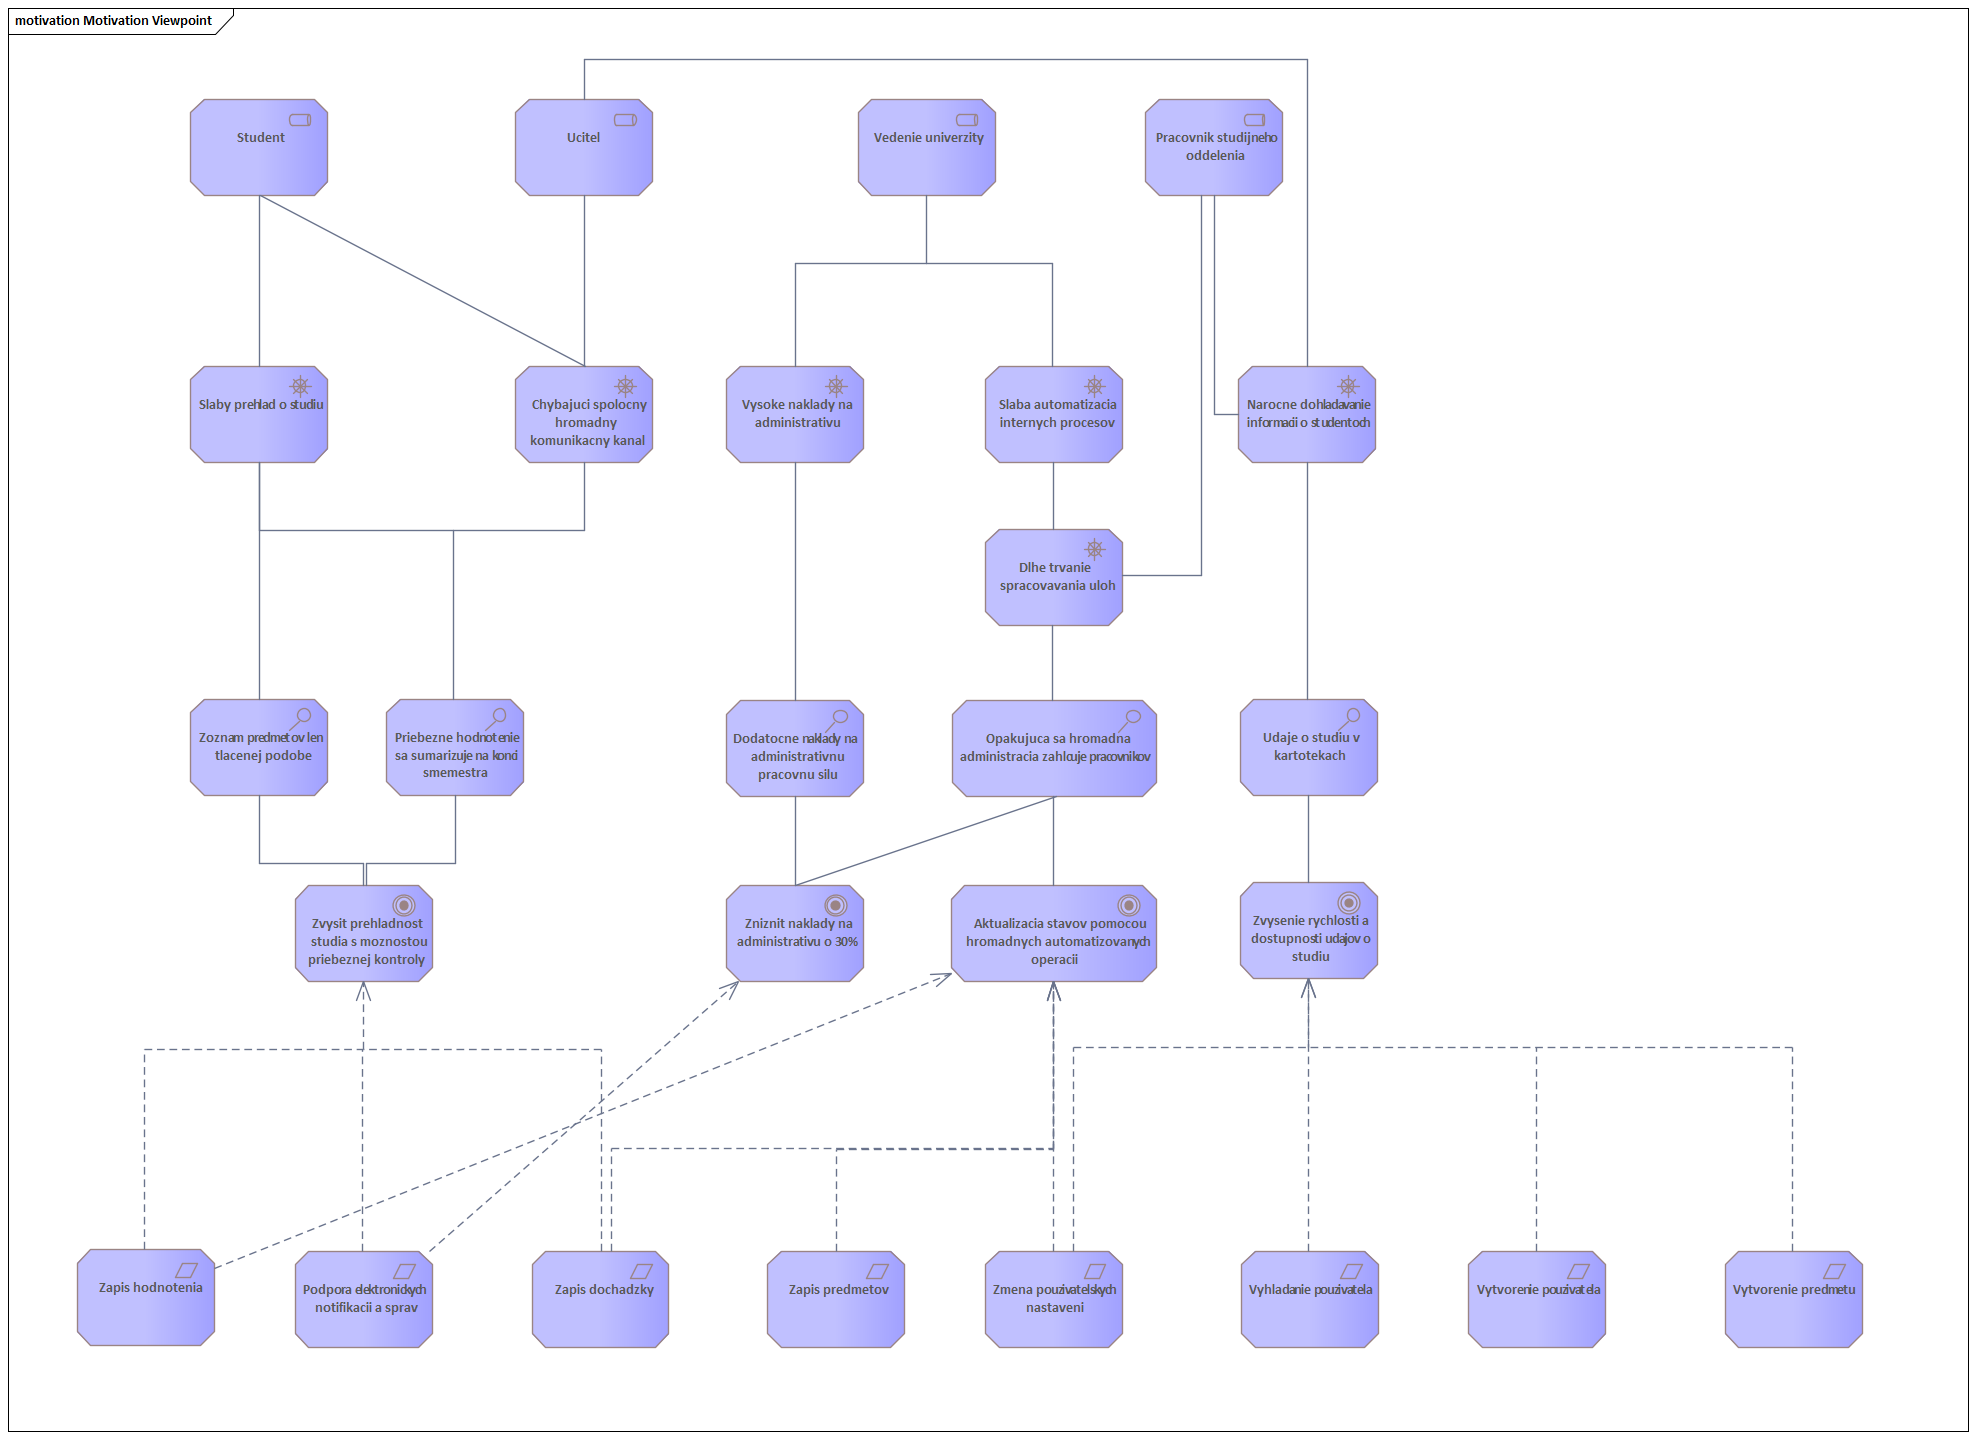 motivation Motivation Viewpoint
Student
Ucitel
Vedenie univerzity
Pracovnik studijneho
oddelenia
Slaby prehlad o studiu
Chybajuci spolocny
hromadny
komunikacny kanal
Vysoke naklady na
administrativu
Slaba automatizacia
internych procesov
Narocne dohladavanie
informacii o studentoch
Dlhe trvanie
spracovavania uloh
Zoznam predmetov len
tlacenej podobe
Priebezne hodnotenie
sa sumarizuje na konci
smemestra
Dodatocne naklady na
administrativnu
pracovnu silu
Opakujuca sa hromadna
administracia zahlcuje pracovnikov
Udaje o studiu v
kartotekach
Zvysit prehladnost
studia s moznostou
priebeznej kontroly
Zniznit naklady na
administrativu o 30%
Aktualizacia stavov pomocou
hromadnych automatizovanych
operacii
Zvysenie rychlosti a
dostupnosti udajov o
studiu
Zapis hodnotenia
Podpora elektronickych
notifikacii a sprav
Zapis dochadzky
Zapis predmetov
Zmena pouzivatelskych
nastaveni
Vyhladanie pouzivatela
Vytvorenie pouzivatela
Vytvorenie predmetu